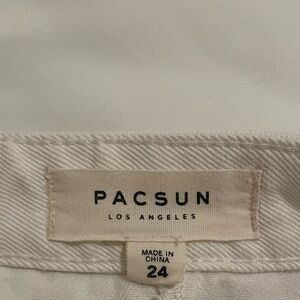 PACSUN
LOS ANGELES
MADE IN
CHINA
24